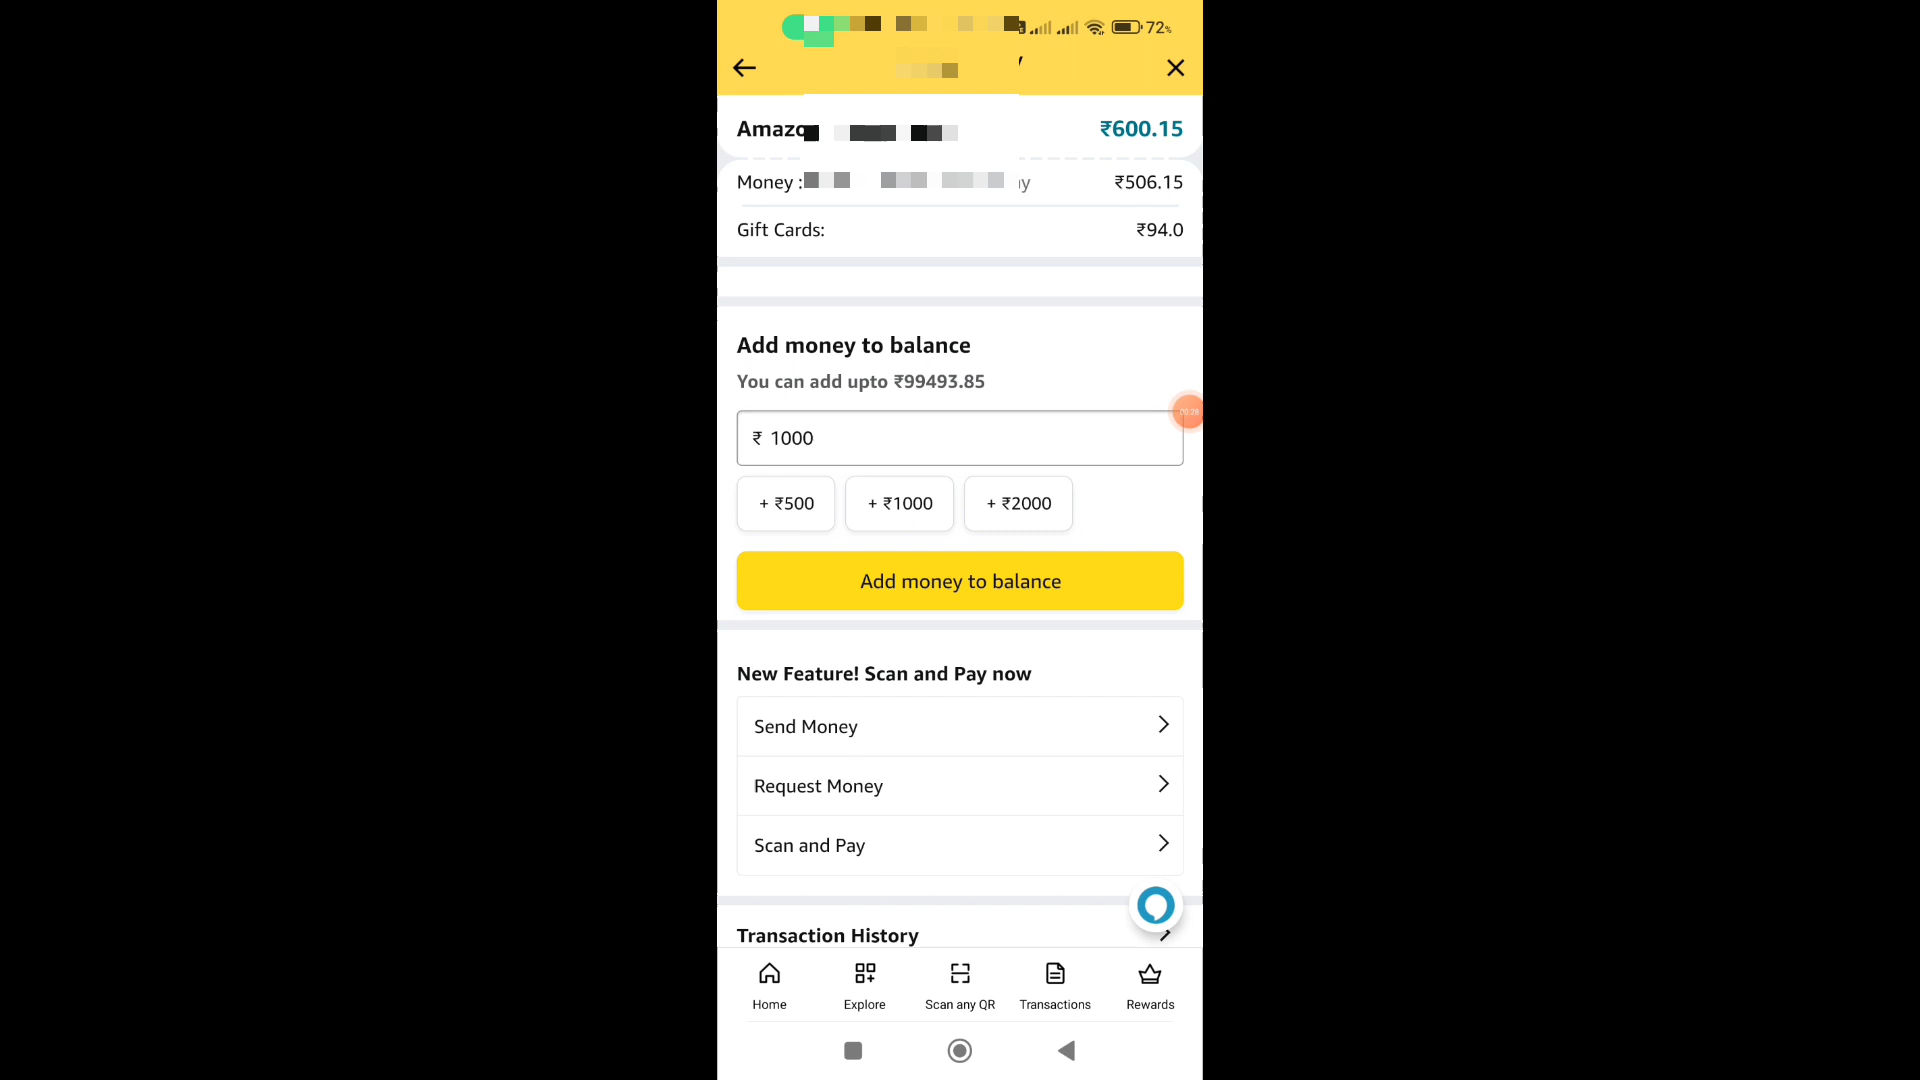 72%
Amazo
₹600.15
Money :
₹506.15
Gift Cards:
₹94.0
Add money to balance
You can add upto ₹99493.85
₹ 1000
00:28
+ ₹500
+ ₹1000
+ ₹2000
Add money to balance
New Feature! Scan and Pay now
Send Money
Request Money
Scan and Pay
Transaction History
Home
Explore
Scan any QR
Transactions
Rewards